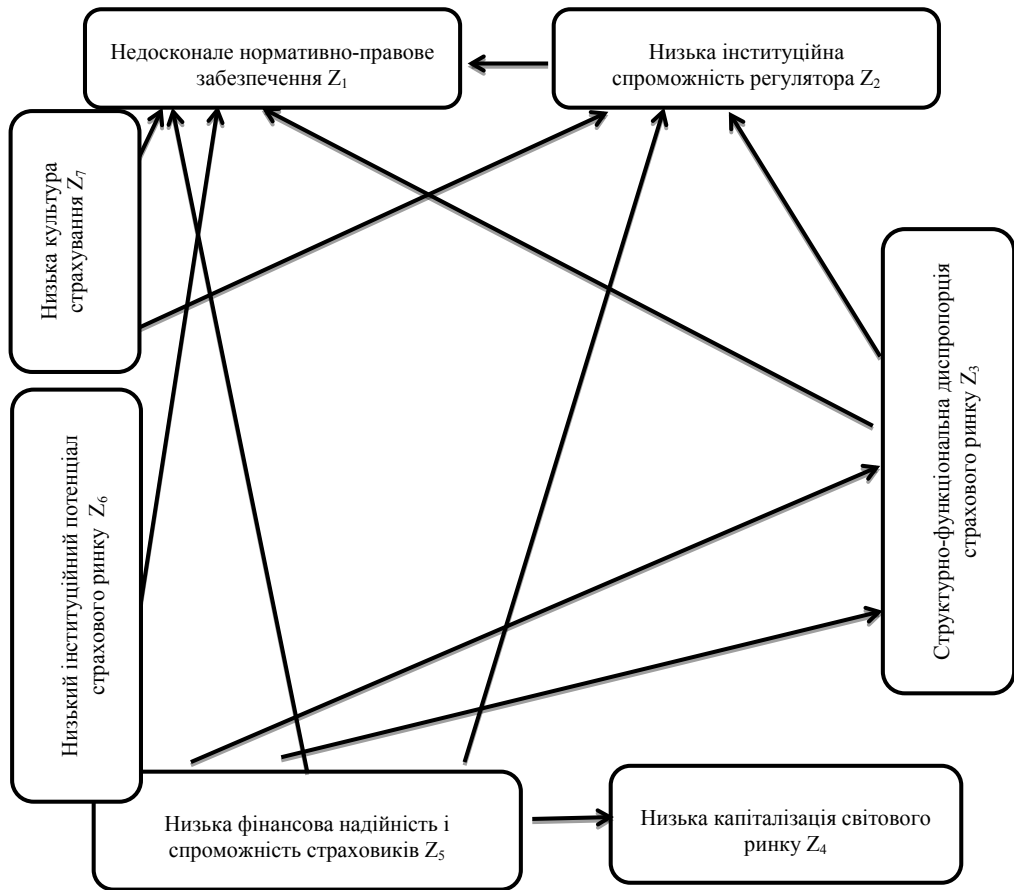 Недосконале нормативно-правове
забезпечення Z₁
Низька інституційна
спроможність регулятора Z₂
Низька культура
страхування Z₇
Структурно-функціональна диспропорція
страхового ринку Z₃
Низький інституційний потенціал
страхового ринку Z₆
Низька фінансова надійність і
спроможність страховиків Z₅
Низька капіталізація світового
ринку Z₄